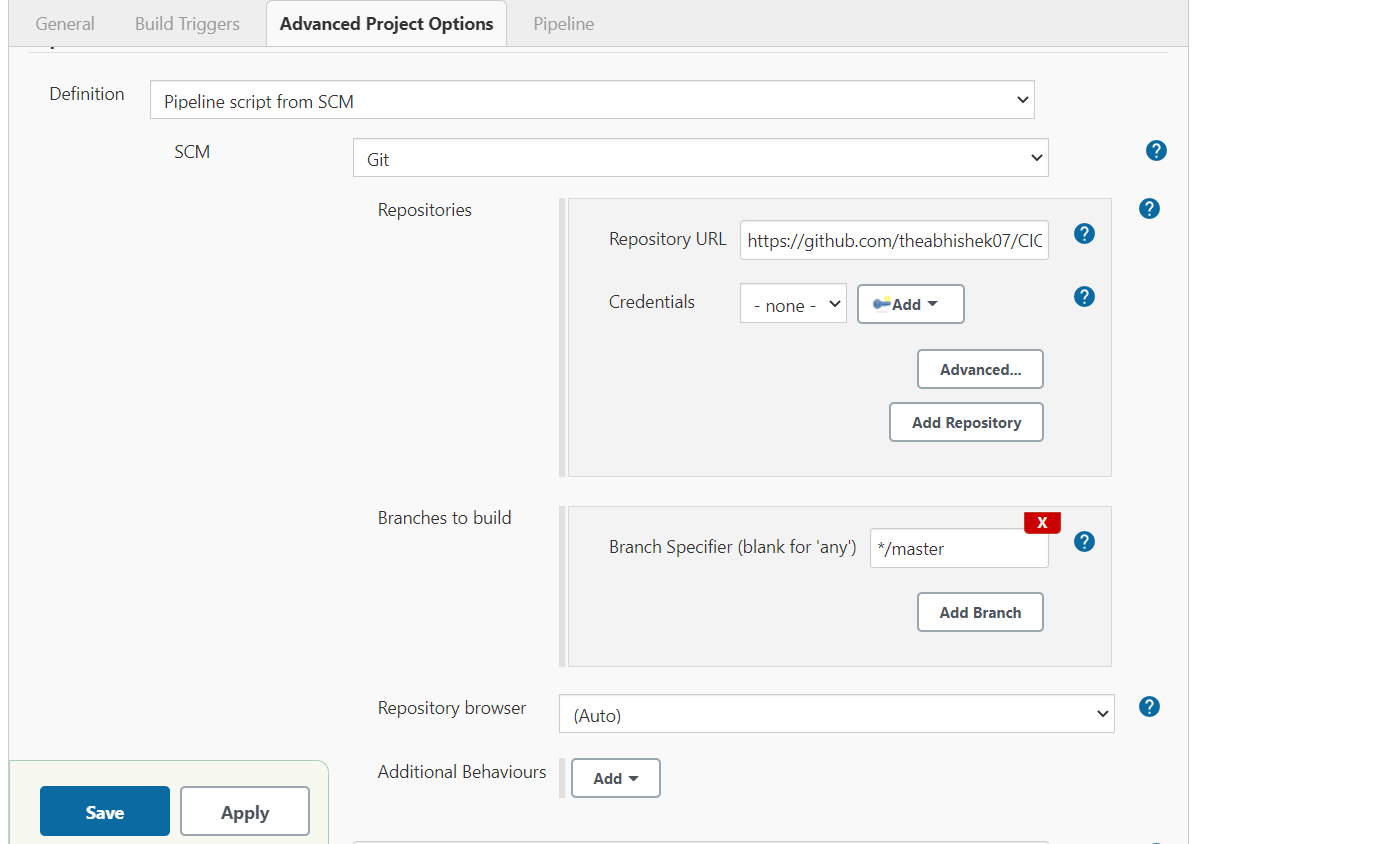 General Build Triggers Advanced Project Options Pipeline
Definition Pipeline script from SCM
SCM Git
Repositories
Repository URL https://github.com/theabhishek07/CIC
Credentials - none - Add
Advanced...
Add Repository
Branches to build
X
Branch Specifier (blank for 'any') */master
Add Branch
Repository browser (Auto)
Additional Behaviours Add
Save Apply